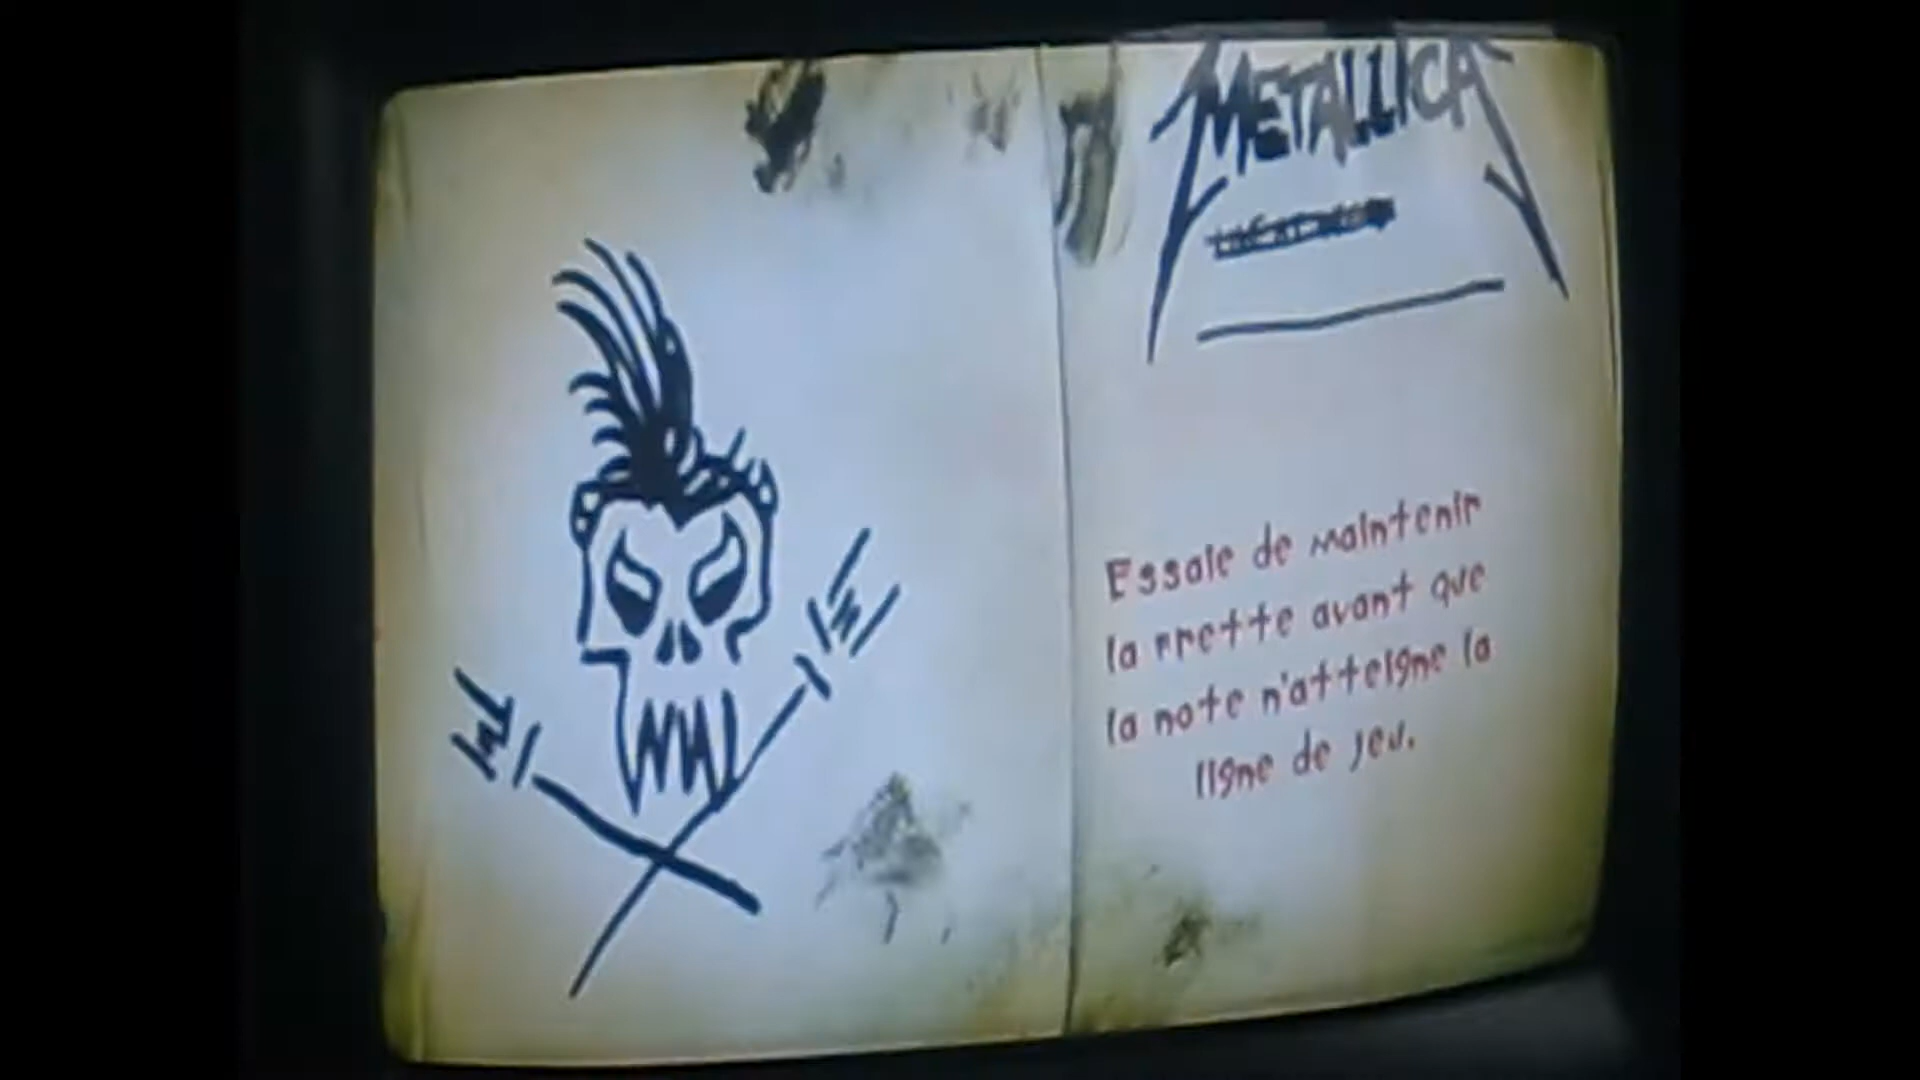 METALLICA
Essaie de maintenir
la frette avant que
la note n'atteigne la
ligne de jeu.